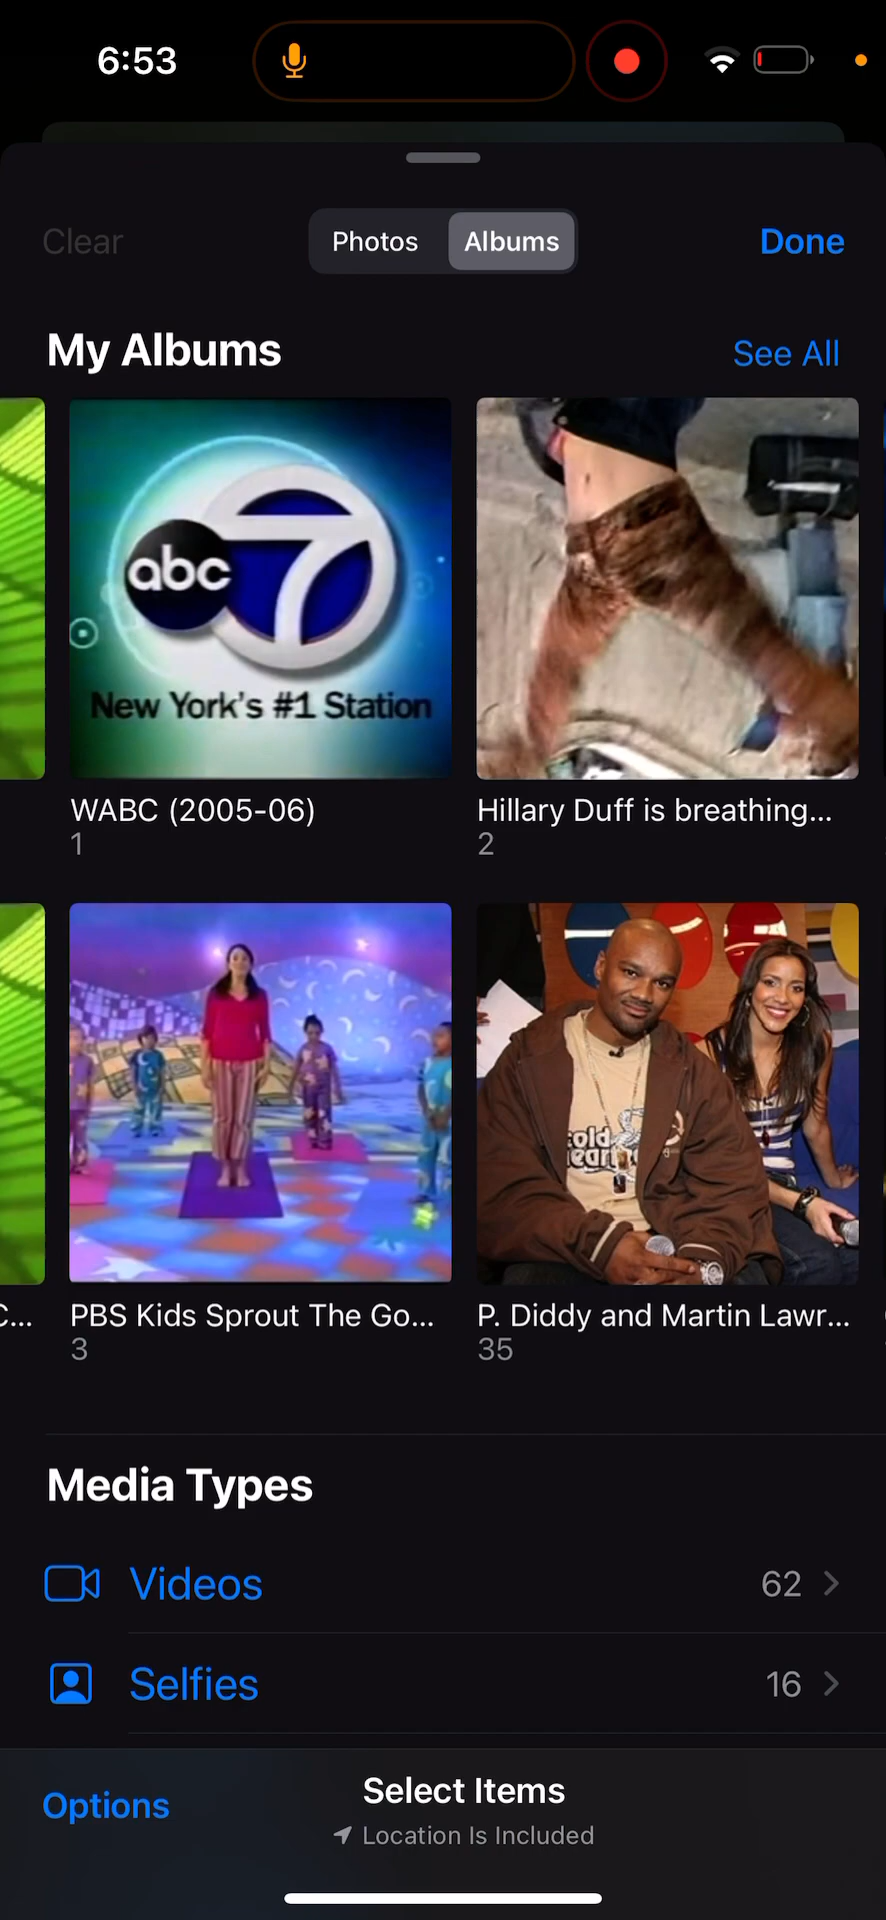 6:53
Clear
Photos
Albums
Done
My Albums
See All
abc 7
New York's #1 Station
WABC (2005-06)
1
Hillary Duff is breathing...
2
C...
PBS Kids Sprout The Go...
3
P. Diddy and Martin Lawr...
35
Media Types
Videos
62
Selfies
16
Options
Select Items
Location Is Included